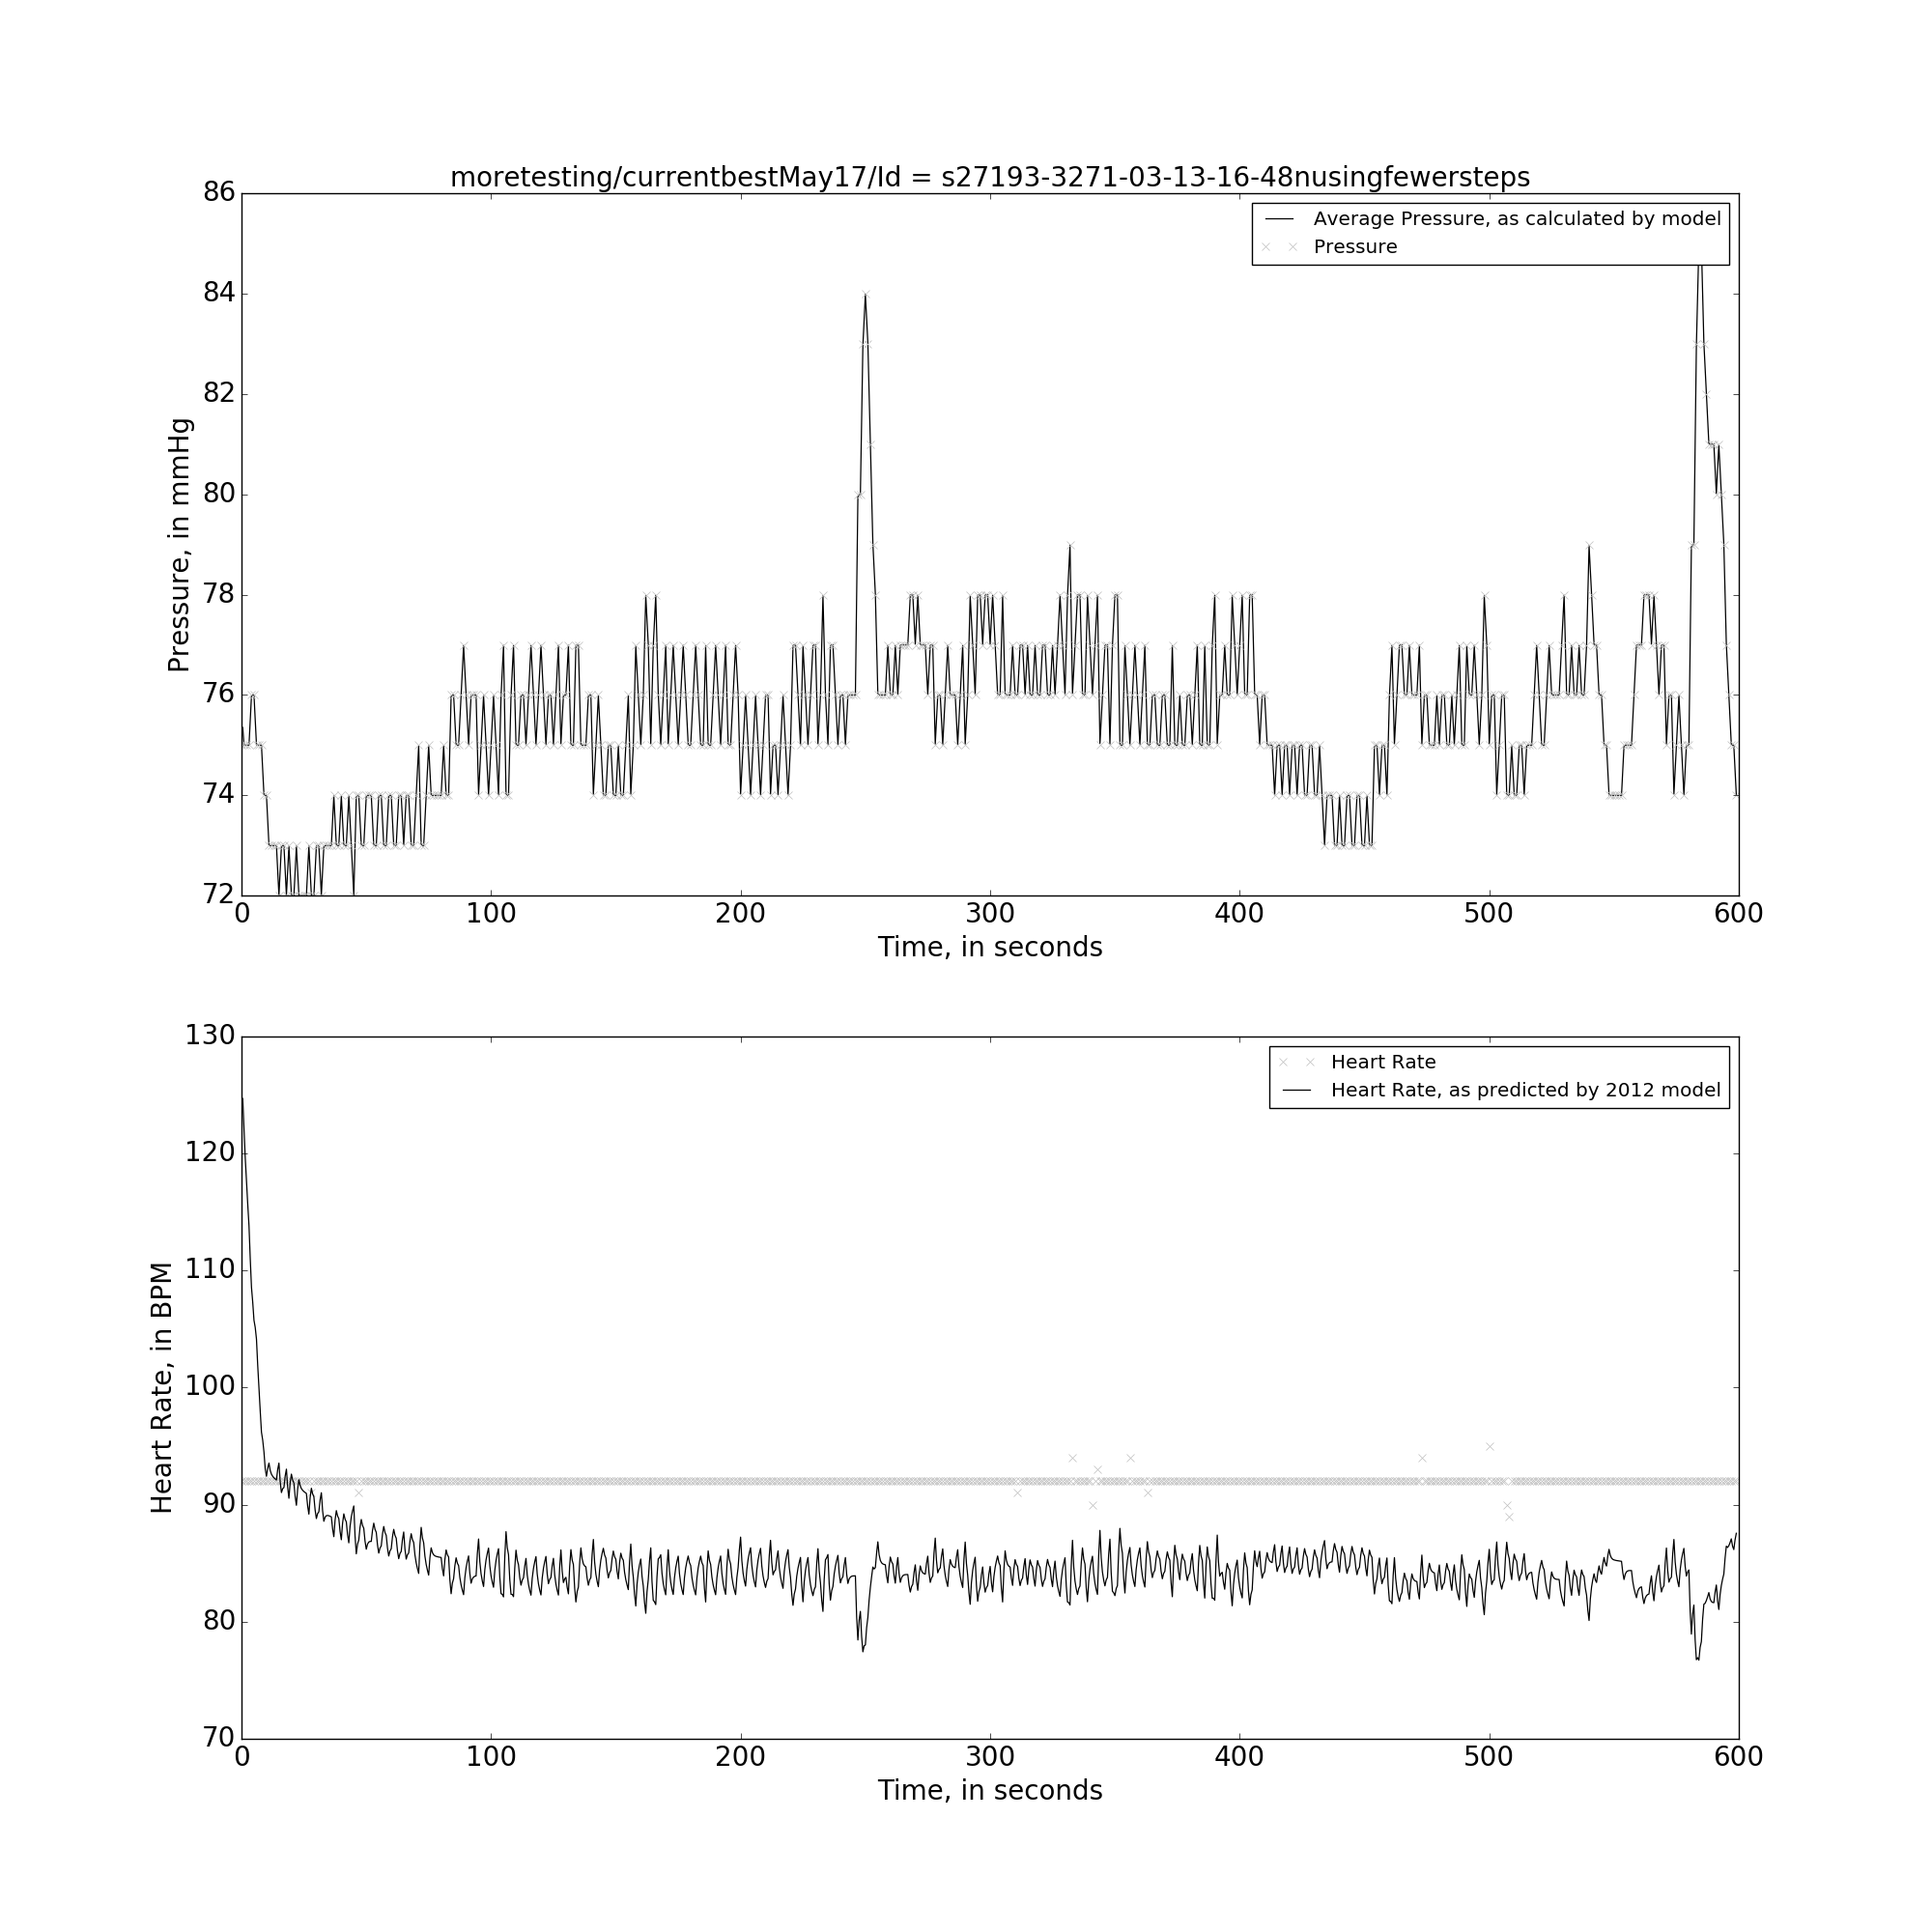 moretesting/currentbestMay17/Id = s27193-3271-03-13-16-48nusingfewersteps
86
84
82
80
78
76
74
72
Pressure, in mmHg
Average Pressure, as calculated by model
Pressure
0 100 200 300 400 500 600
Time, in seconds
130
120
110
100
90
80
70
Heart Rate, in BPM
Heart Rate
Heart Rate, as predicted by 2012 model
0 100 200 300 400 500 600
Time, in seconds